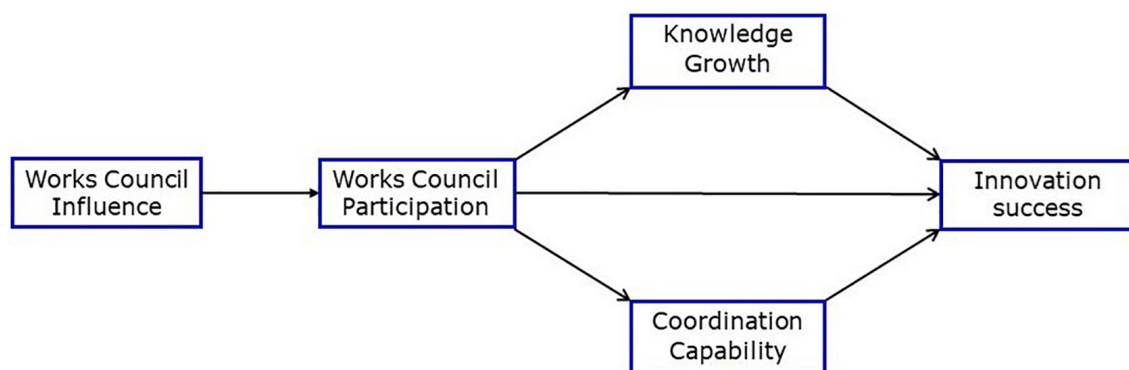 Knowledge
Growth
Works Council
Influence
Works Council
Participation
Innovation
success
Coordination
Capability